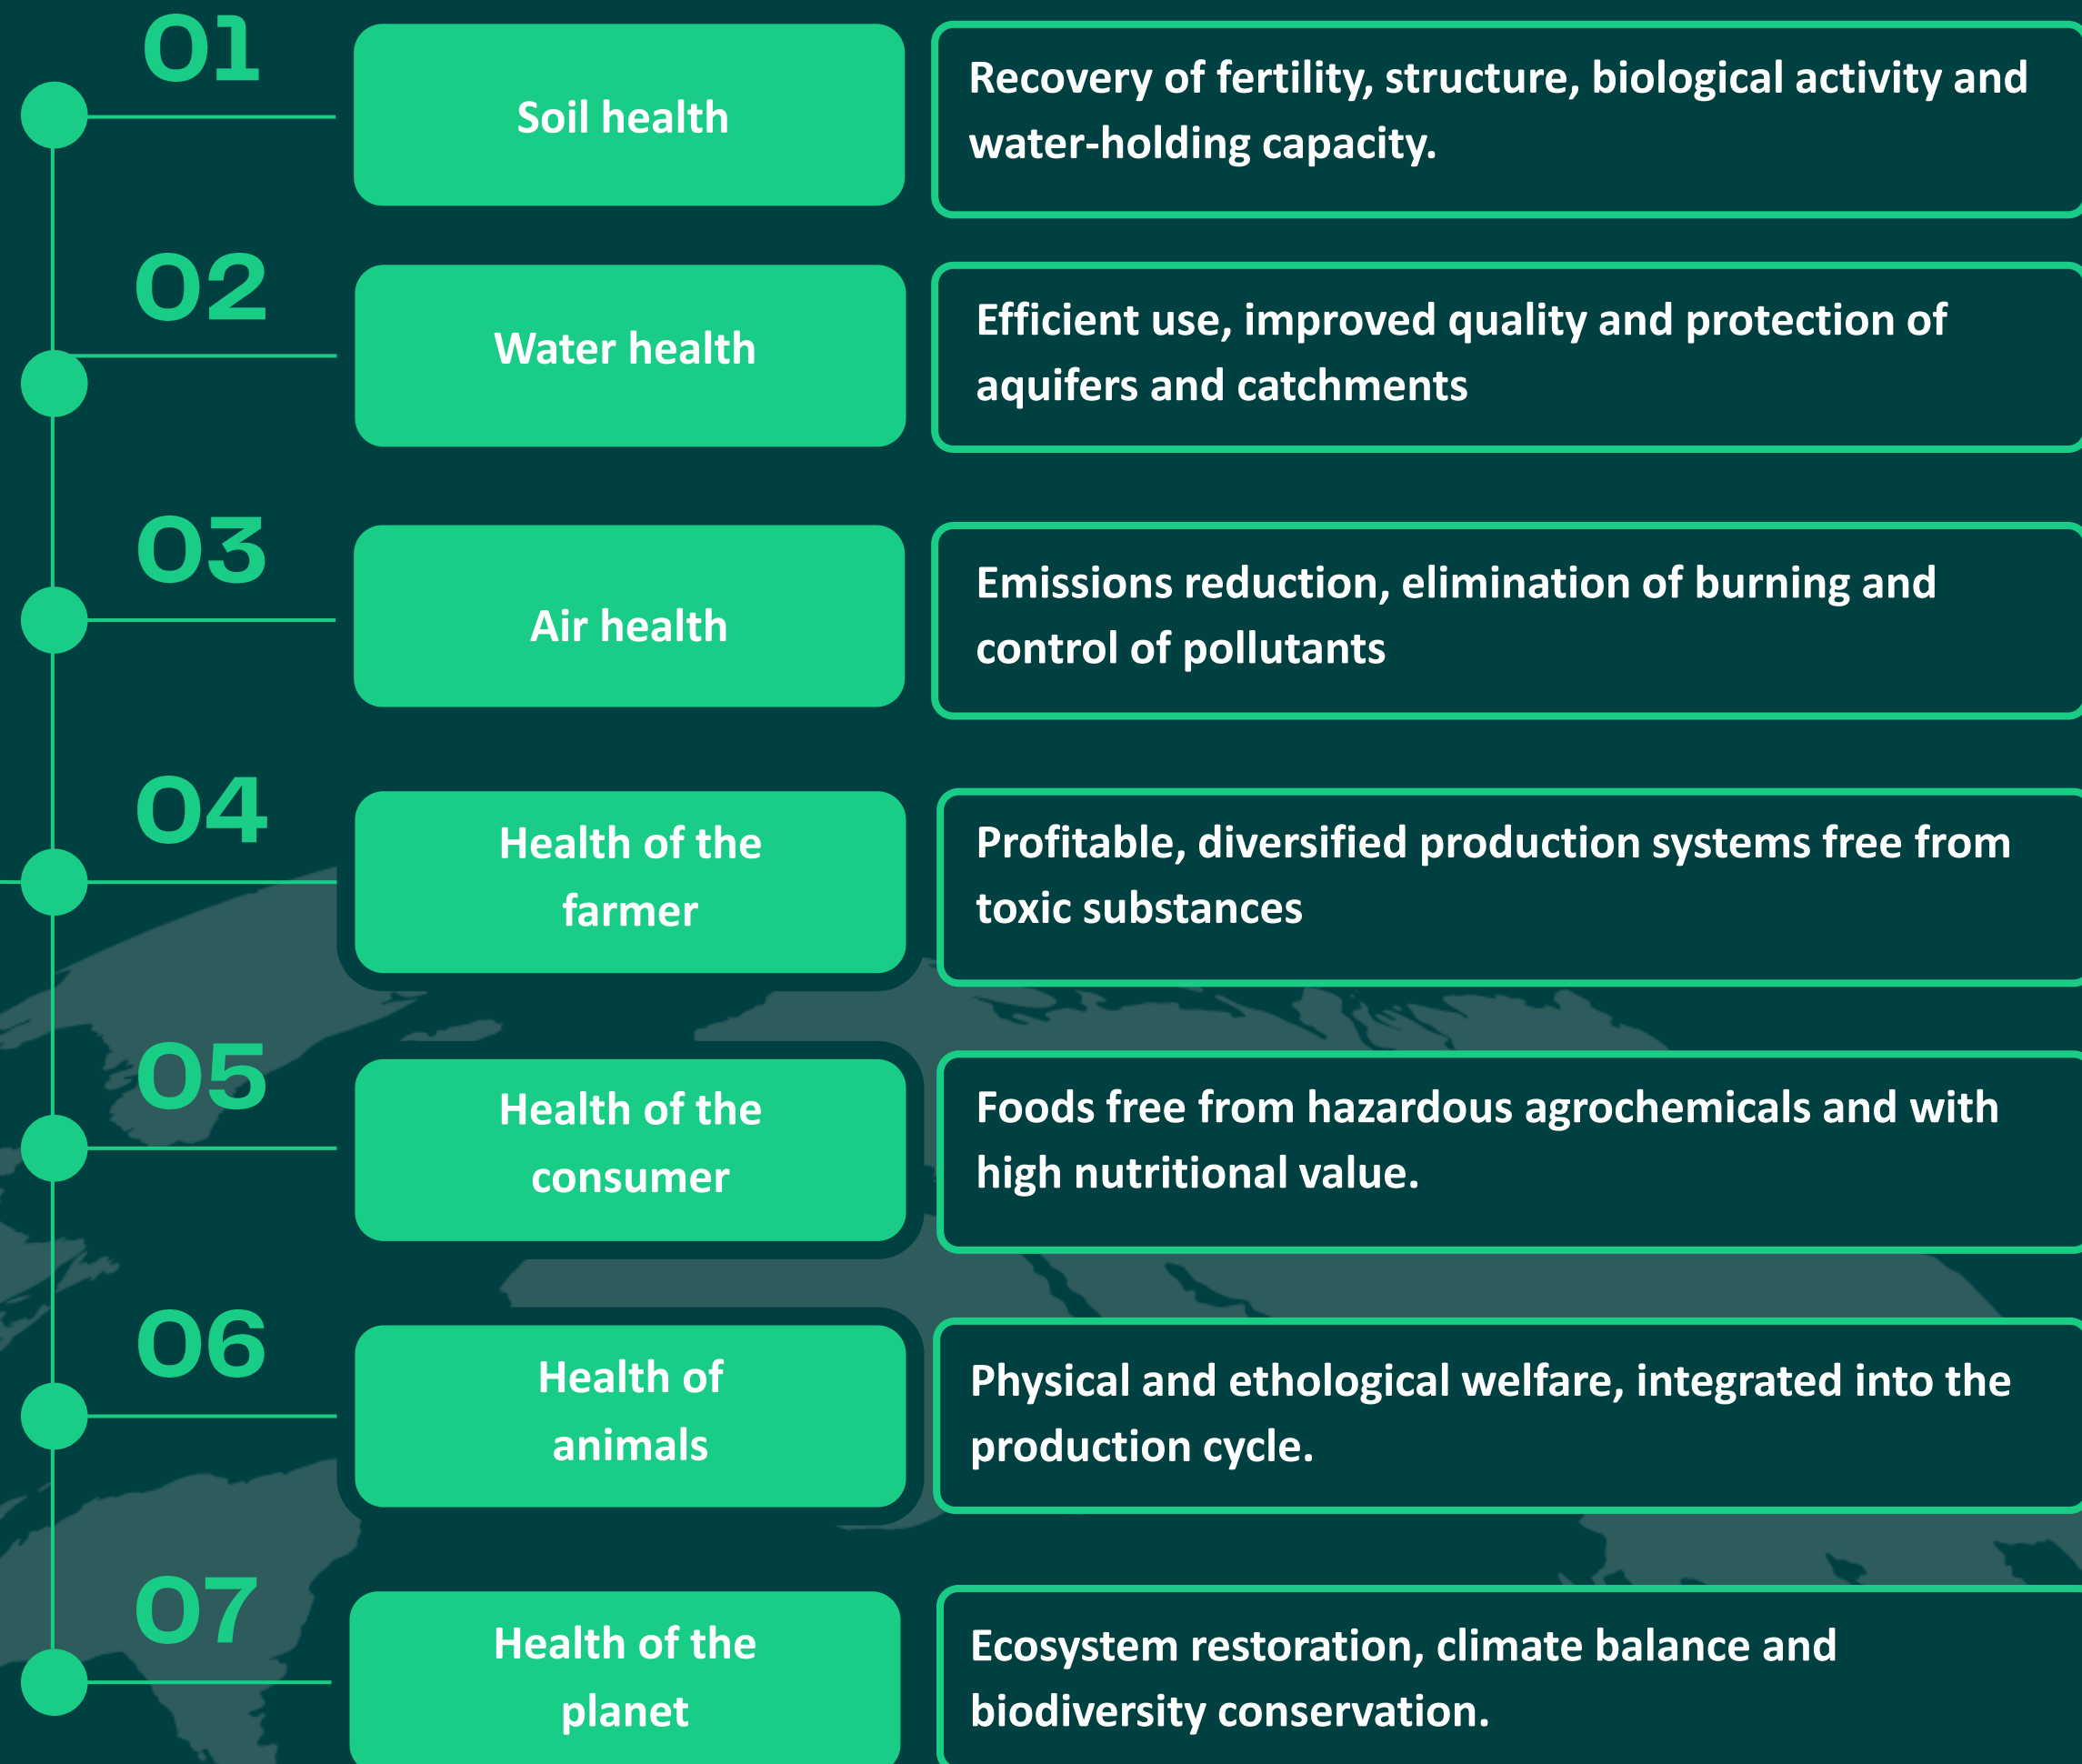 01
Soil health
Recovery of fertility, structure, biological activity and
water-holding capacity.
02
Water health
Efficient use, improved quality and protection of
aquifers and catchments
03
Air health
Emissions reduction, elimination of burning and
control of pollutants
04
Health of the
farmer
Profitable, diversified production systems free from
toxic substances
05
Health of the
consumer
Foods free from hazardous agrochemicals and with
high nutritional value.
06
Health of
animals
Physical and ethological welfare, integrated into the
production cycle.
07
Health of the
planet
Ecosystem restoration, climate balance and
biodiversity conservation.